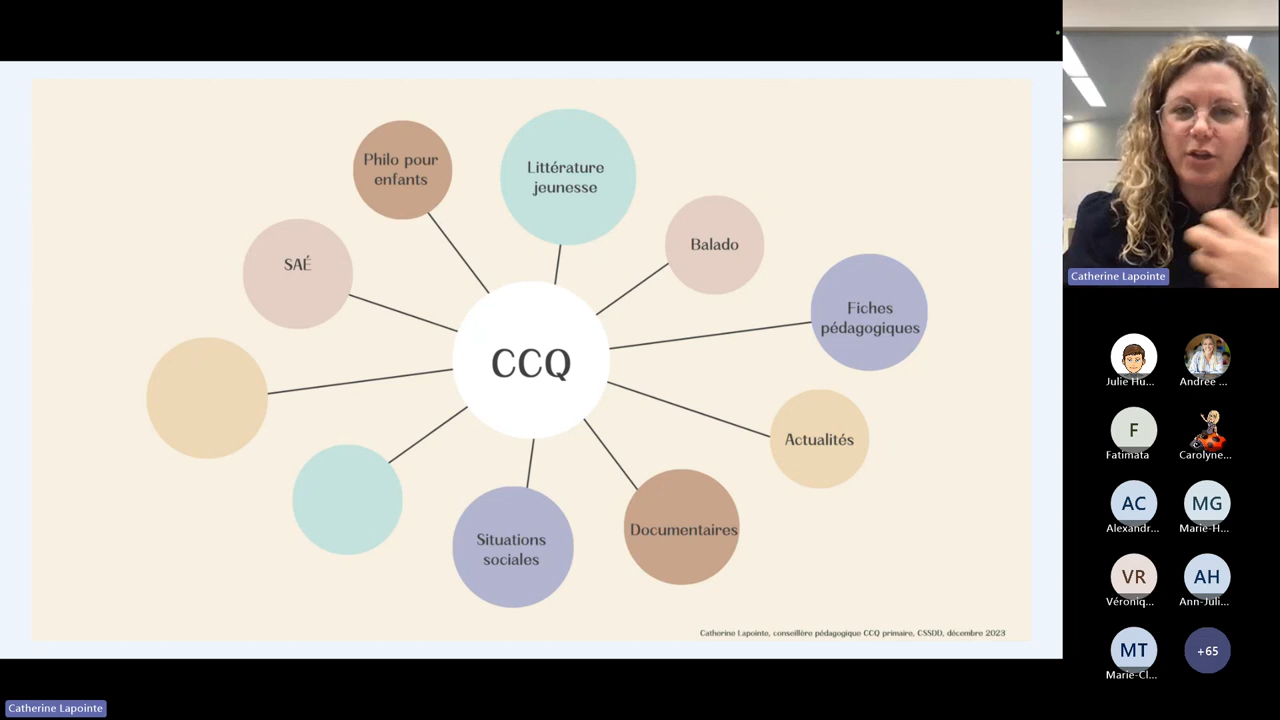 Philo pour
enfants
Littérature
jeunesse
Balado
SAÉ
Fiches
pédagogiques
CCQ
Actualités
Documentaires
Situations
sociales
Catherine Lapointe, conseillère pédagogique CCQ primaire, CSSDD, décembre 2023
Catherine Lapointe
Julie Hu...
Andrée ...
F
Fatimata
Carolyne...
AC
Alexandr...
MG
Marie-H...
VR
Véroniq...
AH
Ann-Juli...
MT
Marie-Cl...
+65
Catherine Lapointe